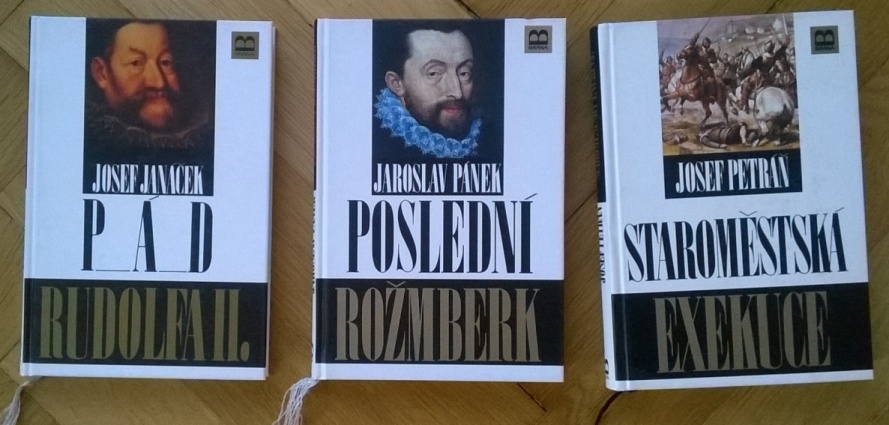 JOSEF JANÁČEK
P_Á_D
RUDOLFA II.
JAROSLAV PÁNEK
POSLEDNÍ
ROŽMBERK
JOSEF PETRÁŇ
STAROMĚSTSKÁ
EXEKUCE